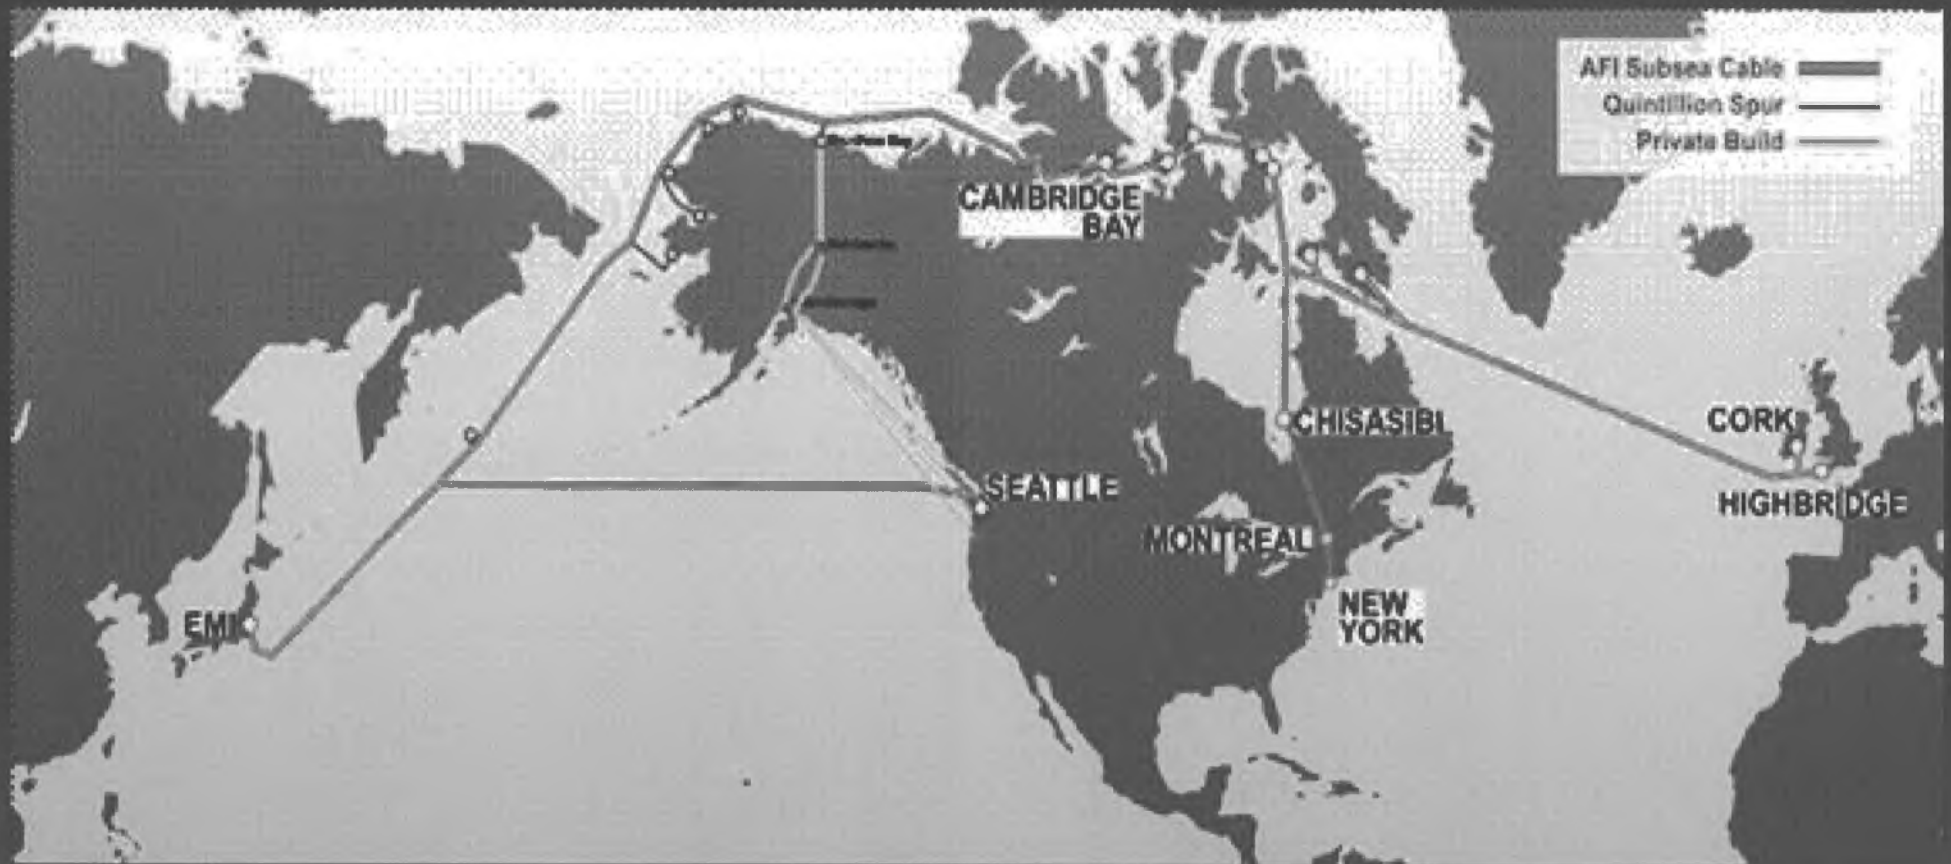 AFI Subsea Cable
Quintillion Spur
Private Build
CAMBRIDGE
BAY
CHISASIBI
CORK
SEATTLE
HIGHBRIDGE
MONTREAL
NEW
YORK
EMI